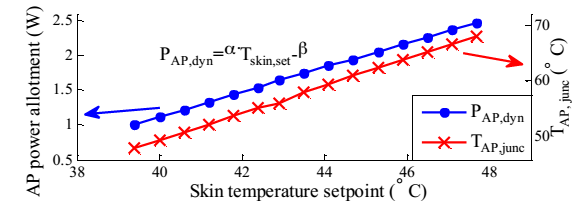 AP power allotment (W)
2.5
2
1.5
1
0.5
P_AP,dyn=α·T_skin,set-β
70
60
50
T_AP, junc (° C)
P_AP,dyn
T_AP,junc
38
40
42
44
46
48
Skin temperature setpoint (° C)